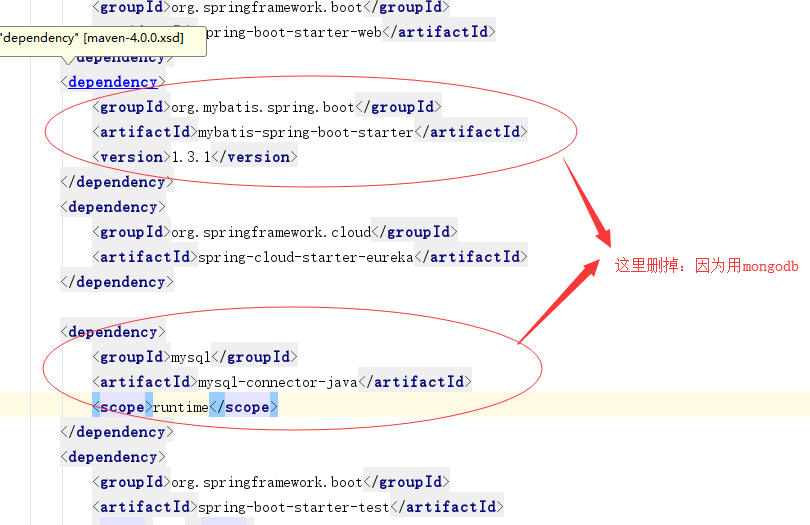 <groupId>org.springframework.boot</groupId>
"dependency" [maven-4.0.0.xsd]
pring-boot-starter-web</artifactId>
dependency>
<dependency>
<groupId>org.mybatis.spring.boot</groupId>
<artifactId>mybatis-spring-boot-starter</artifactId>
<version>1.3.1</version>
</dependency>
<dependency>
<groupId>org.springframework.cloud</groupId>
<artifactId>spring-cloud-starter-eureka</artifactId>
这里删掉：因为用mongodb
</dependency>
<dependency>
<groupId>mysql</groupId>
<artifactId>mysql-connector-java</artifactId>
<scope>runtime</scope>
</dependency>
<dependency>
<groupId>org.springframework.boot</groupId>
<artifactId>spring-boot-starter-test</artifactId>